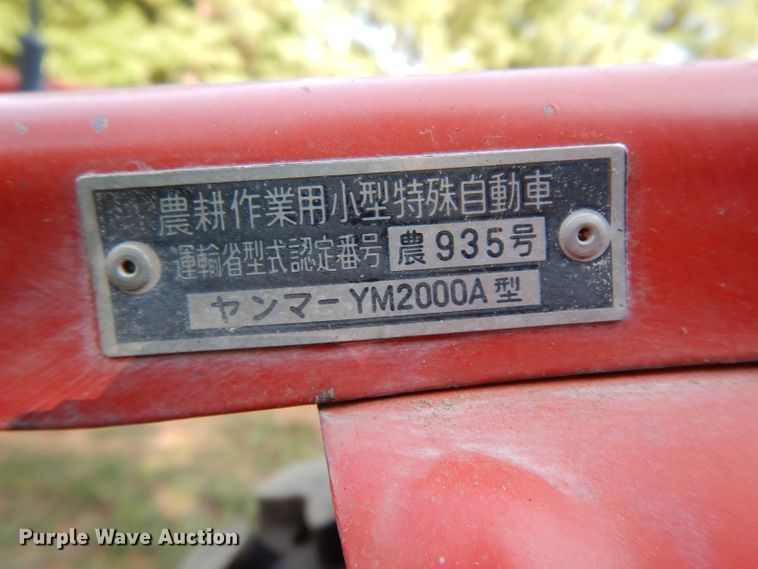 農耕作業用小型特殊自動車
運輸省型式認定番号 農935号
ヤンマーYM2000A型
Purple Wave Auction